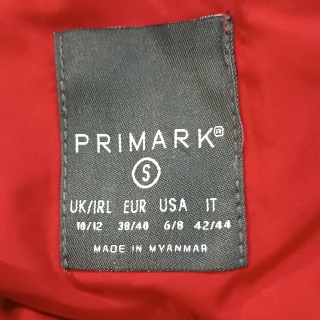 PRIMARK®
S
UK/IRL EUR USA IT
10/12 38/40 6/8 42/44
MADE IN MYANMAR